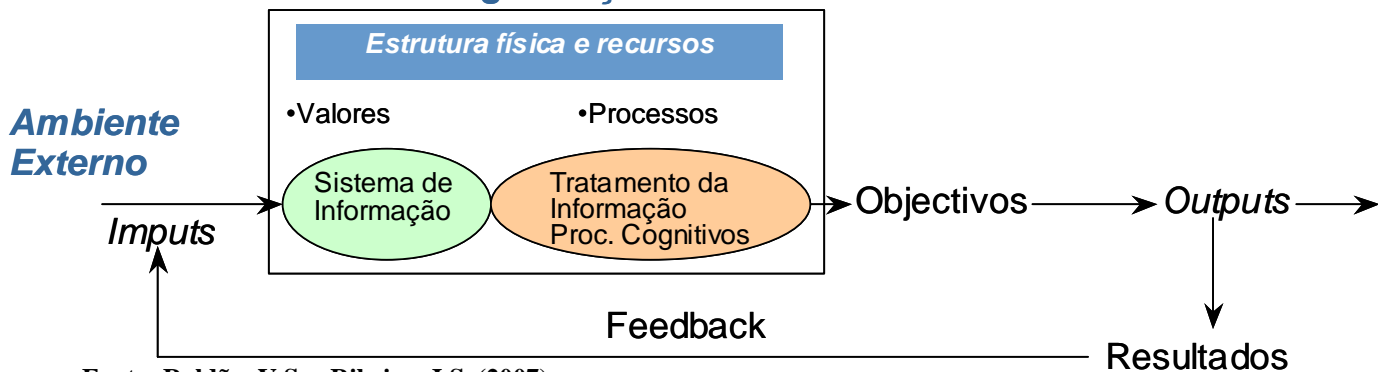 Estrutura física e recursos
Ambiente
Externo
•Valores
•Processos
Sistema de
Informação
Tratamento da
Informação
Proc. Cognitivos
Imputs
Objectivos
Outputs
Feedback
Resultados